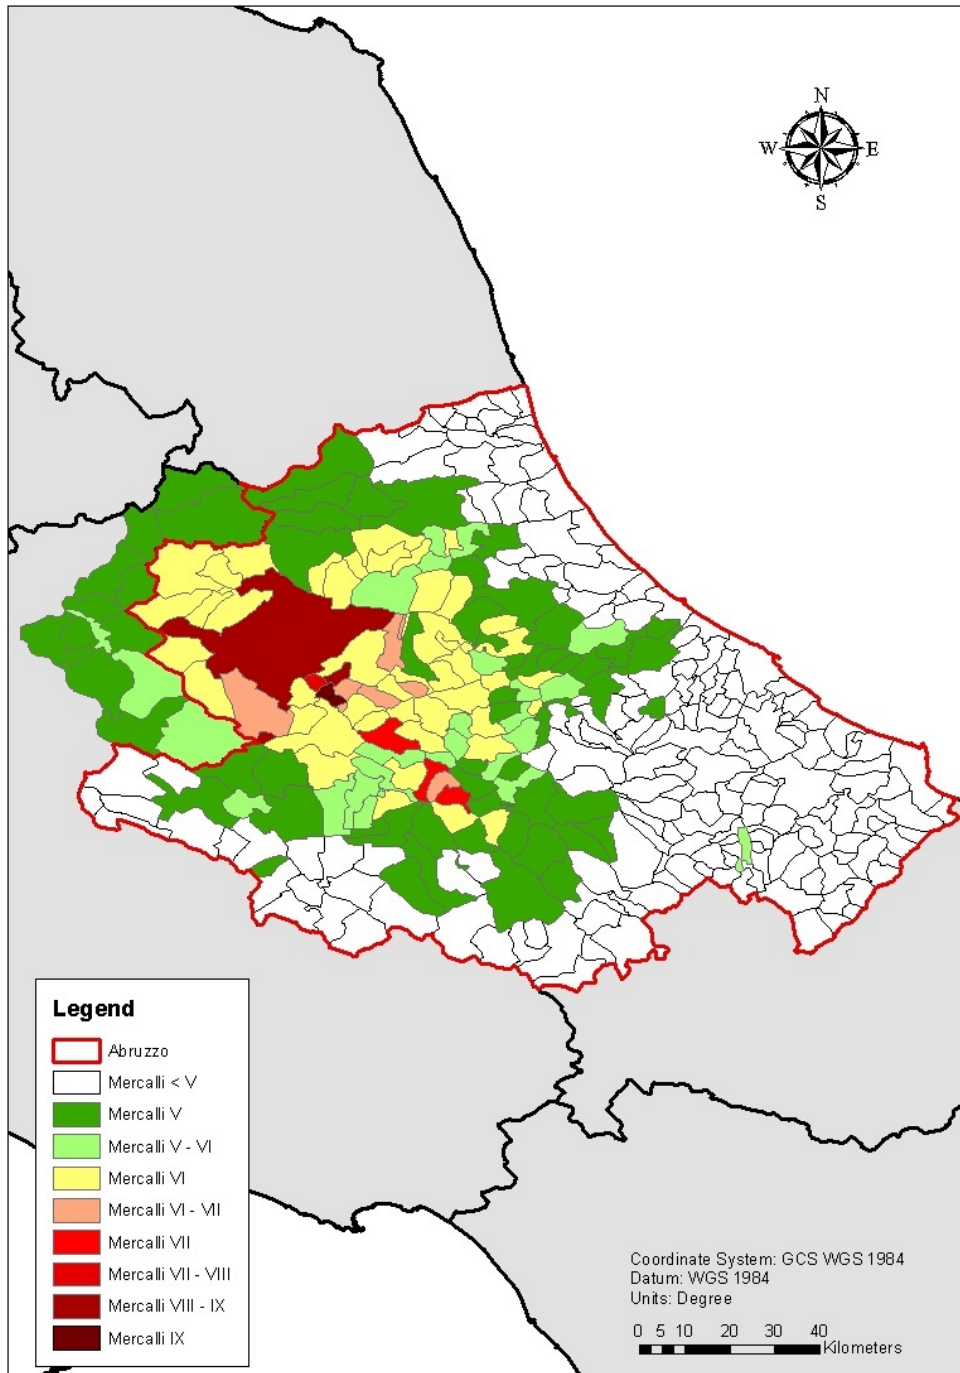 N
W E
S
Legend
Abruzzo
Mercalli < V
Mercalli V
Mercalli V - VI
Mercalli VI
Mercalli VI - VII
Mercalli VII
Mercalli VII - VIII
Mercalli VIII - IX
Mercalli IX
Coordinate System: GCS WGS 1984
Datum: WGS 1984
Units: Degree
0 5 10 20 30 40
Kilometers